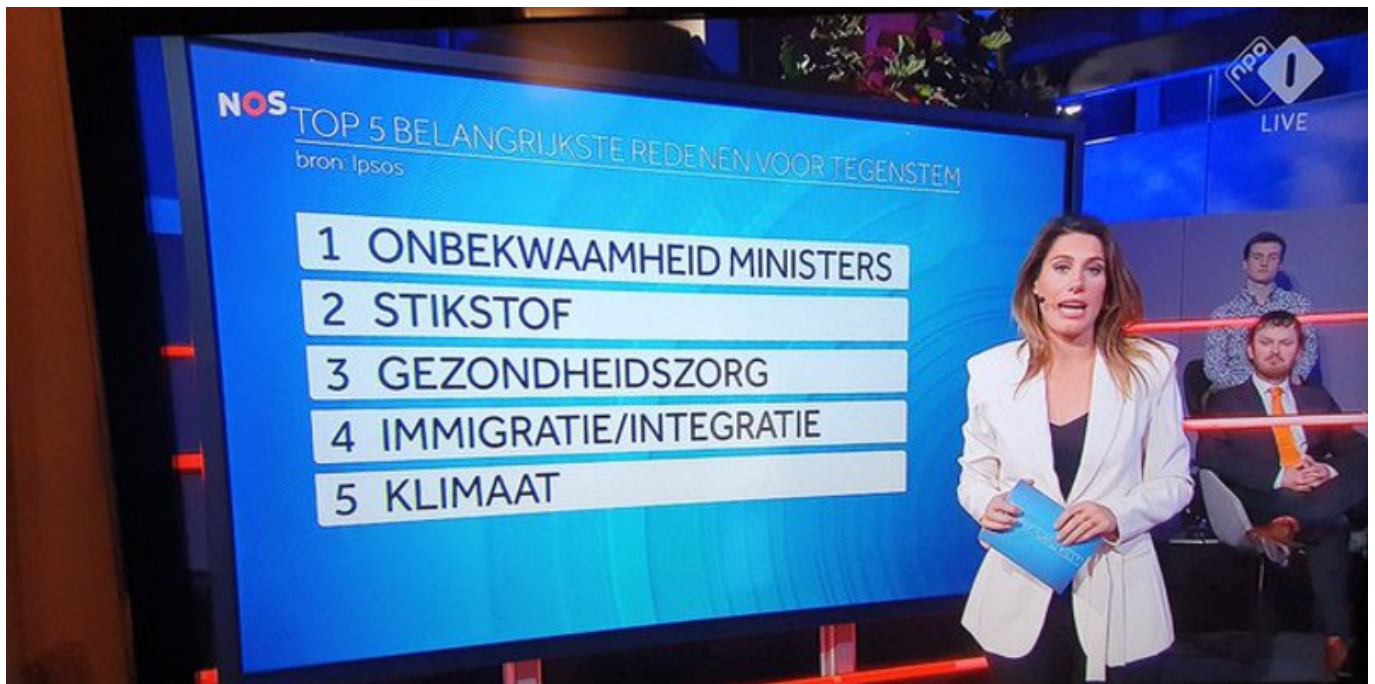 NOS
TOP 5 BELANGRIJKSTE REDENEN VOOR TEGENSTEM
bron: Ipsos
1 ONBEKWAAMHEID MINISTERS
2 STIKSTOF
3 GEZONDHEIDSZORG
4 IMMIGRATIE/INTEGRATIE
5 KLIMAAT
npo 1
LIVE